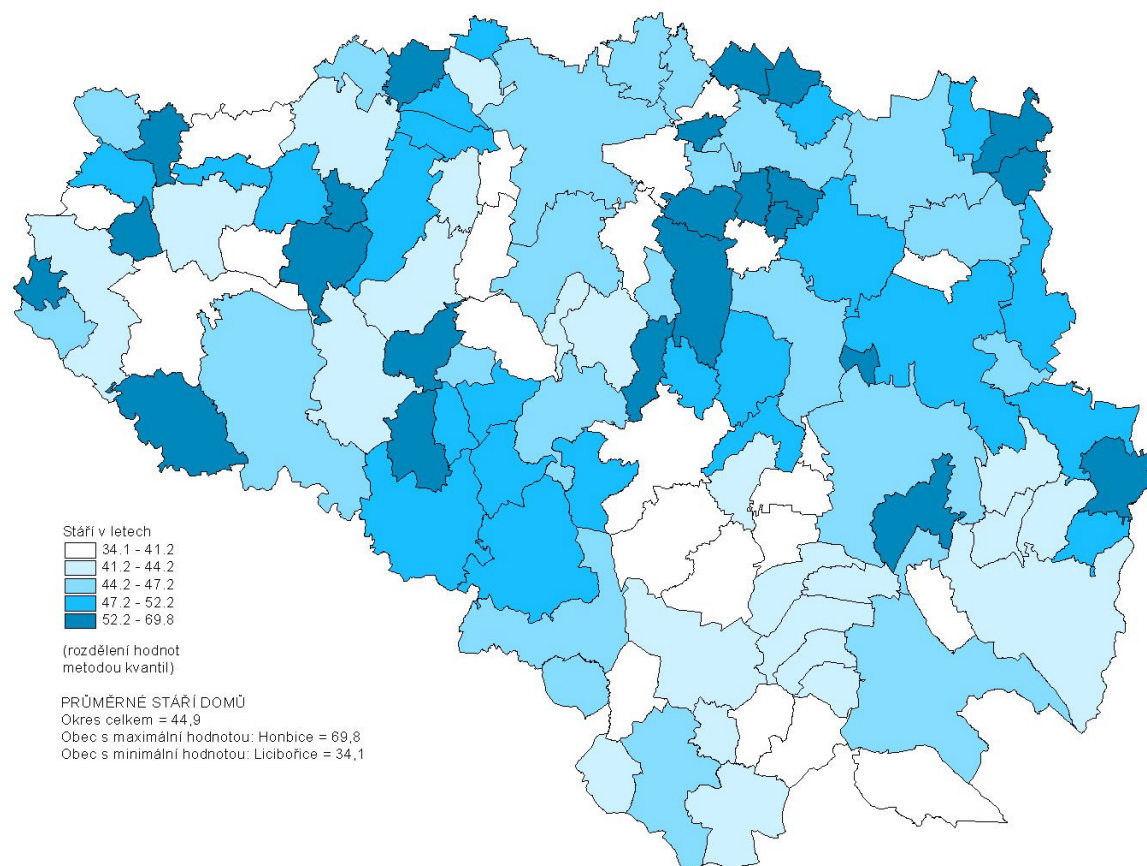 Stáří v letech
34.1 - 41.2
41.2 - 44.2
44.2 - 47.2
47.2 - 52.2
52.2 - 69.8
(rozdělení hodnot
metodou kvantil)
PRŮMĚRNÉ STÁŘÍ DOMŮ
Okres celkem = 44,9
Obec s maximální hodnotou: Honbice = 69,8
Obec s minimální hodnotou: Licibořice = 34,1